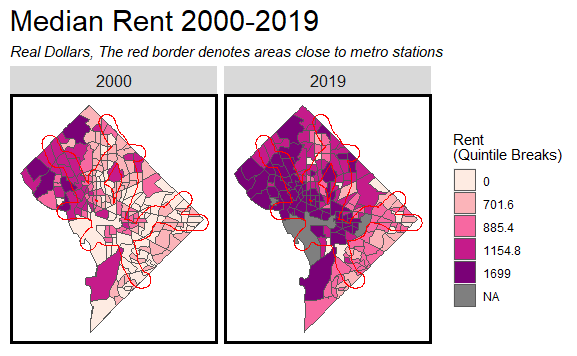 Median Rent 2000-2019
Real Dollars, The red border denotes areas close to metro stations
2000
2019
Rent
(Quintile Breaks)
0
701.6
885.4
1154.8
1699
NA